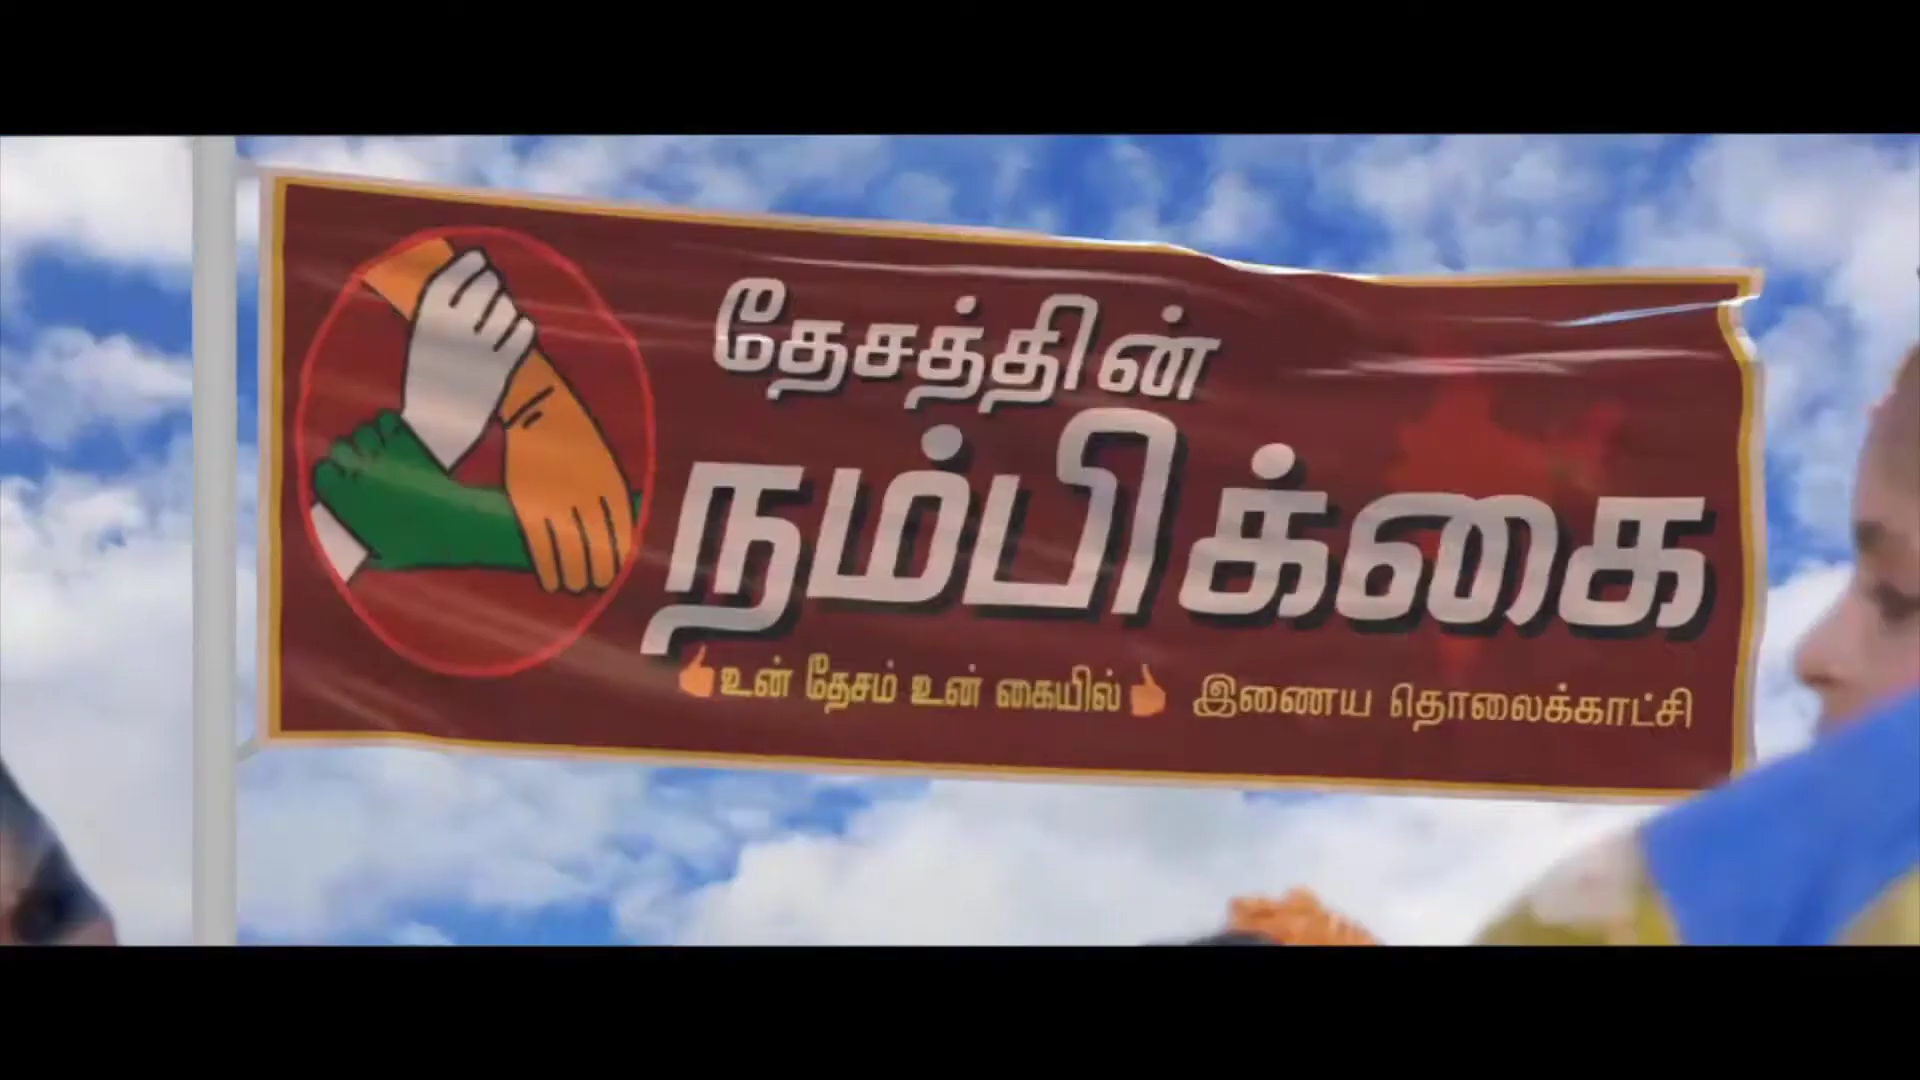 தேசத்தின்
நம்பிக்கை
உன் தேசம் உன் கையில் இணைய தொலைக்காட்சி